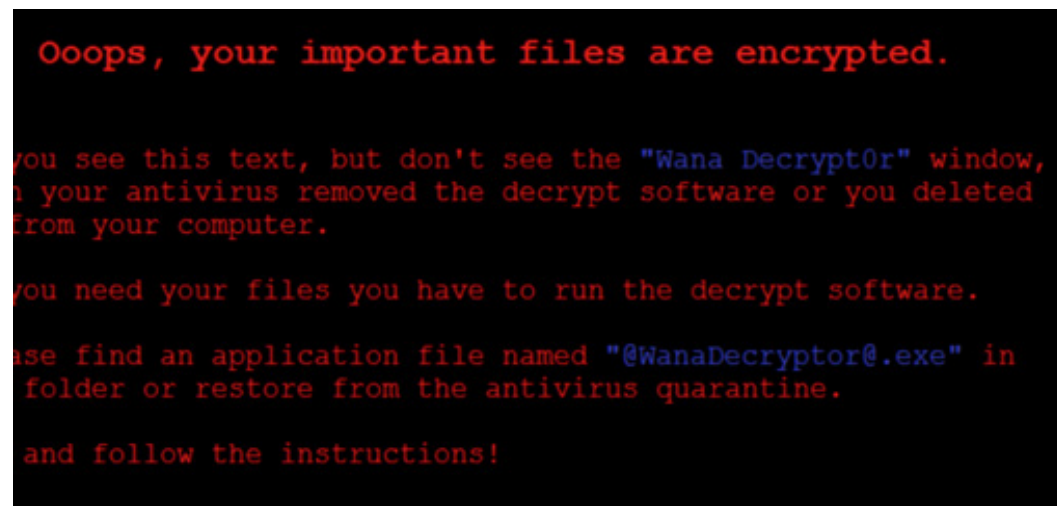 Ooops, your important files are encrypted.
you see this text, but don't see the "Wana Decrypt0r" window,
your antivirus removed the decrypt software or you deleted
from your computer.
you need your files you have to run the decrypt software.
ase find an application file named "@WanaDecryptor@.exe" in
folder or restore from the antivirus quarantine.
and follow the instructions!